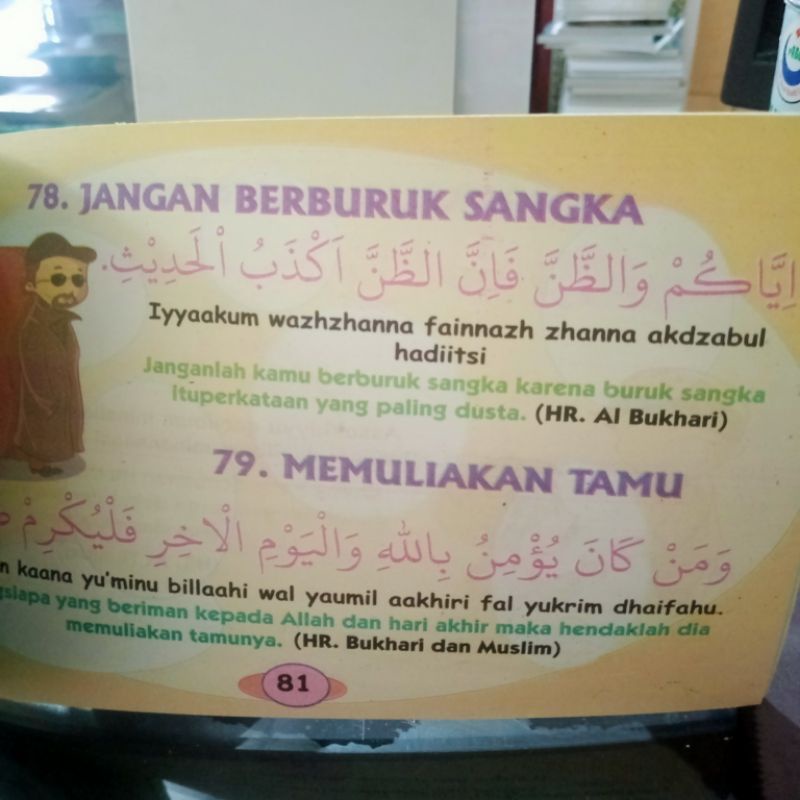 78. JANGAN BERBURUK SANGKA
اِيَّاكُمْ وَالظَّنَّ فَاِنَّ الظَّنَّ اَكْذَبُ الْحَدِيْثِ.
Iyyaakum wazhzhanna fainnazh zhanna akdzabul
hadiitsi
Janganlah kamu berburuk sangka karena buruk sangka
ituperkataan yang paling dusta. (HR. Al Bukhari)
79. MEMULIAKAN TAMU
وَمَنْ كَانَ يُؤْمِنُ بِاللهِ وَالْيَوْمِ الْاٰخِرِ فَلْيُكْرِمْ
kaana yu'minu billaahi wal yaumil aakhiri fal yukrim dhaifahu.
yang beriman kepada Allah dan hari akhir maka hendaklah dia
memuliakan tamunya. (HR. Bukhari dan Muslim)
81